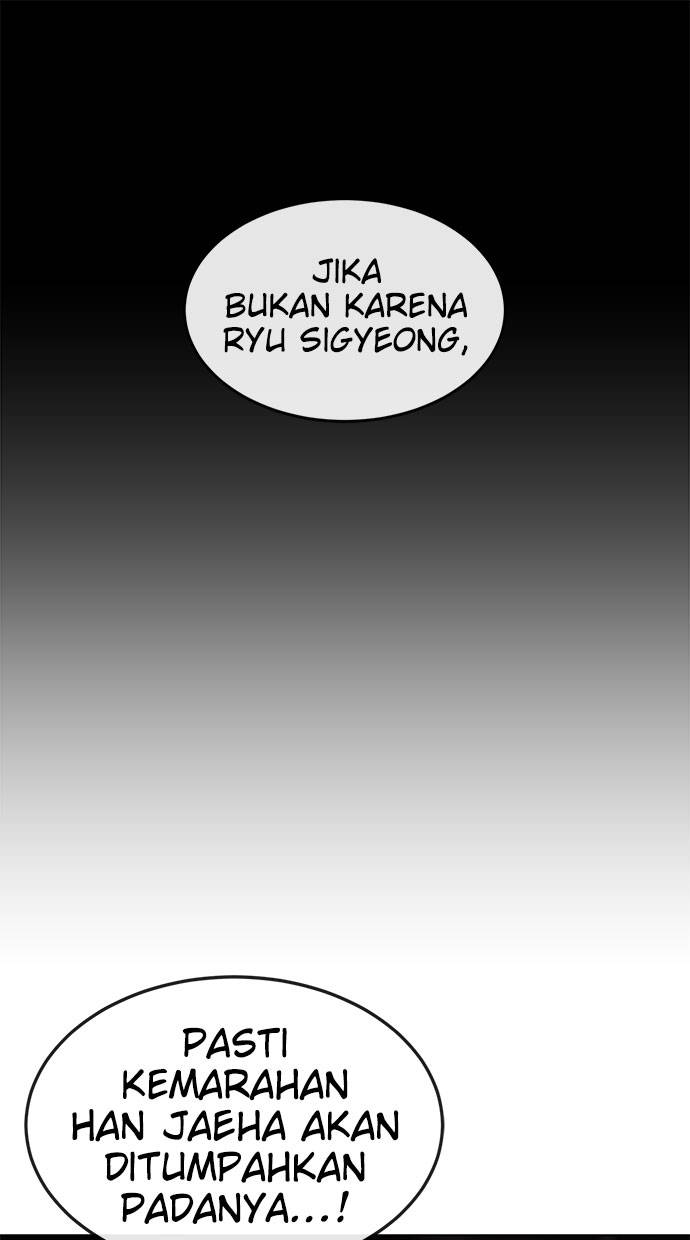 JIKA
BUKAN KARENA
RYU SIGYEONG,
PASTI
KEMARAHAN
HAN JAEHA AKAN
DITUMPAHKAN
PADANYA...!